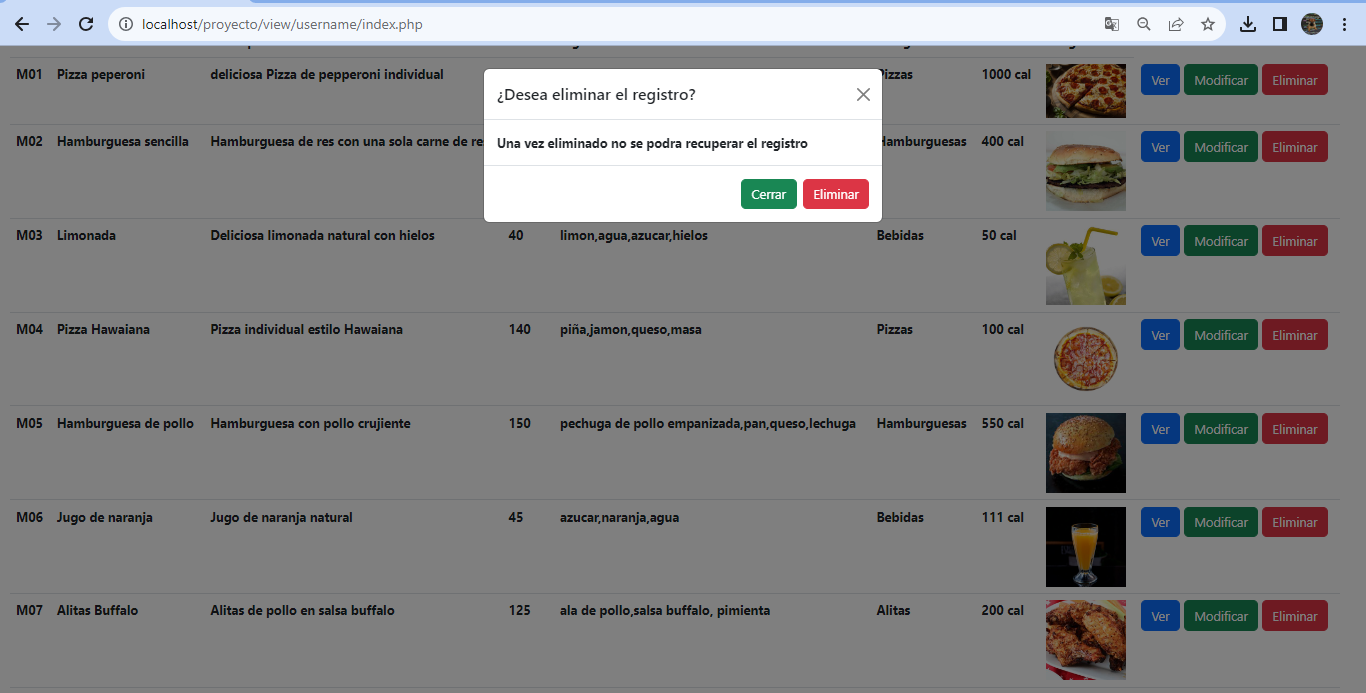 localhost/proyecto/view/username/index.php
M01 Pizza peperoni deliciosa Pizza de pepperoni individual Pizzas 1000 cal Ver Modificar Eliminar
¿Desea eliminar el registro?
Una vez eliminado no se podra recuperar el registro
Cerrar Eliminar
M02 Hamburguesa sencilla Hamburguesa de res con una sola carne de res Hamburguesas 400 cal Ver Modificar Eliminar
M03 Limonada Deliciosa limonada natural con hielos 40 limon,agua,azucar,hielos Bebidas 50 cal Ver Modificar Eliminar
M04 Pizza Hawaiana Pizza individual estilo Hawaiana 140 piña,jamon,queso,masa Pizzas 100 cal Ver Modificar Eliminar
M05 Hamburguesa de pollo Hamburguesa con pollo crujiente 150 pechuga de pollo empanizada,pan,queso,lechuga Hamburguesas 550 cal Ver Modificar Eliminar
M06 Jugo de naranja Jugo de naranja natural 45 azucar,naranja,agua Bebidas 111 cal Ver Modificar Eliminar
M07 Alitas Buffalo Alitas de pollo en salsa buffalo 125 ala de pollo,salsa buffalo, pimienta Alitas 200 cal Ver Modificar Eliminar